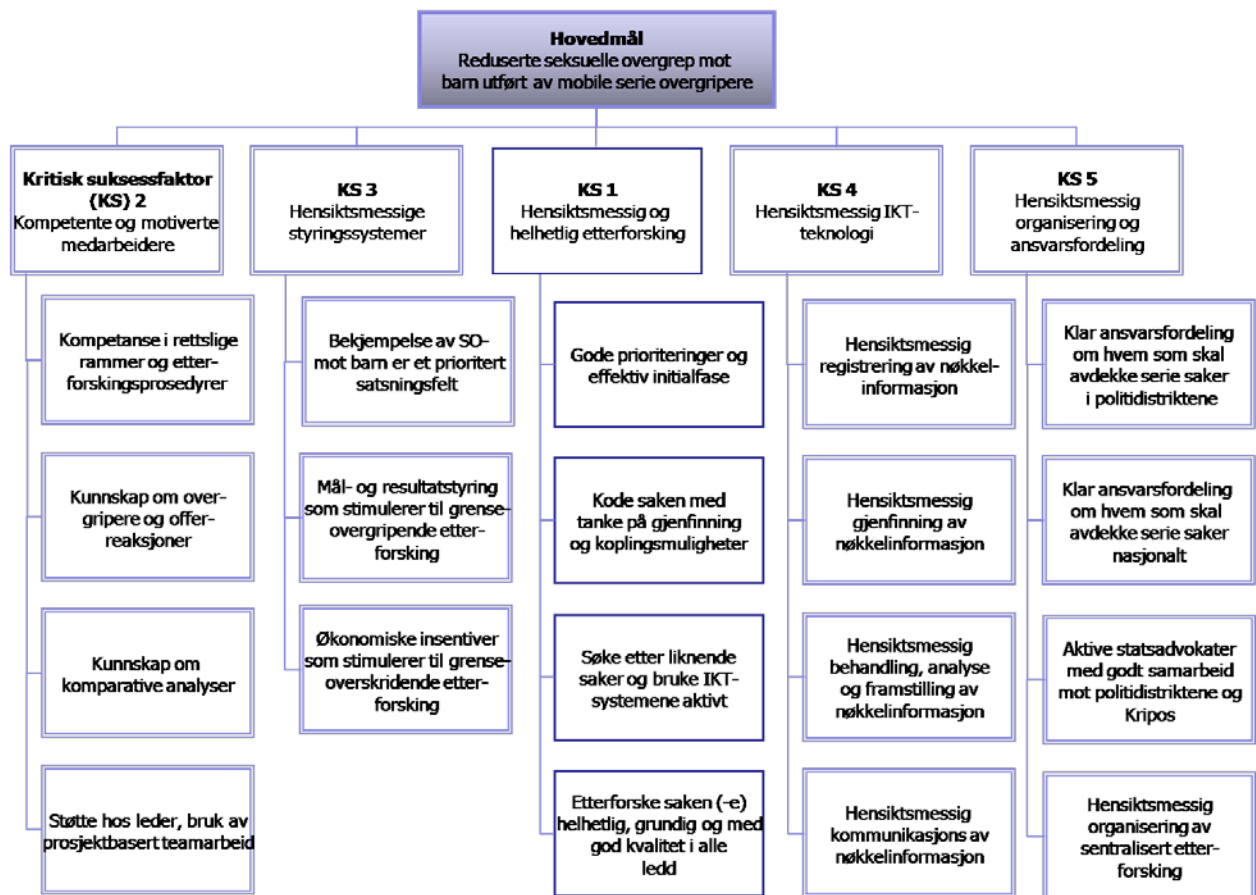 Hovedmål
Reduserte seksuelle overgrep mot
barn utført av mobile serie overgripere
Kritisk suksessfaktor
(KS) 2
Kompetente og motiverte
medarbeidere
Kompetanse i rettslige
rammer og etter-
forskingsprosedyrer
Kunnskap om over-
gripere og offer-
reaksjoner
Kunnskap om
komparative analyser
Støtte hos leder, bruk av
prosjektbasert teamarbeid
KS 3
Hensiktsmessige
styringssystemer
Bekjempelse av SO-
mot barn er et prioritert
satsningsfelt
Mål- og resultatstyring
som stimulerer til grense-
overgripende etter-
forsking
Økonomiske insentiver
som stimulerer til grense-
overskridende etter-
forsking
KS 1
Hensiktsmessig og
helhetlig etterforsking
Gode prioriteringer og
effektiv initialfase
Kode saken med
tanke på gjenfinning
og koplingsmuligheter
Søke etter liknende
saker og bruke IKT-
systemene aktivt
Etterforske saken (-e)
helhetlig, grundig og med
god kvalitet i alle
ledd
KS 4
Hensiktsmessig IKT-
teknologi
Hensiktsmessig
registrering av nøkkel-
informasjon
Hensiktsmessig
gjenfinning av
nøkkelinformasjon
Hensiktsmessig
behandling, analyse
og framstilling av
nøkkelinformasjon
Hensiktsmessig
kommunikasjons av
nøkkelinformasjon
KS 5
Hensiktsmessig
organisering og
ansvarsfordeling
Klar ansvarsfordeling
om hvem som skal
avdekke serie saker
i politidistriktene
Klar ansvarsfordeling
om hvem som skal
avdekke serie saker
nasjonalt
Aktive statsadvokater
med godt samarbeid
mot politidistriktene og
Kripos
Hensiktsmessig
organisering av
sentralisert etter-
forsking